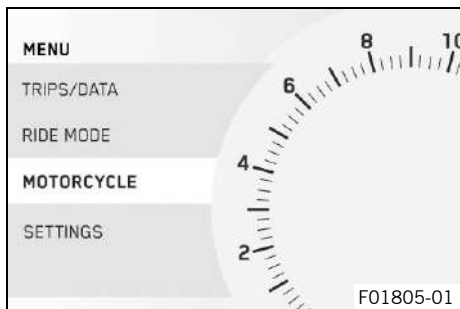 MENU
TRIPS/DATA
RIDE MODE
MOTORCYCLE
SETTINGS
2
4
6
8
10
F01805-01